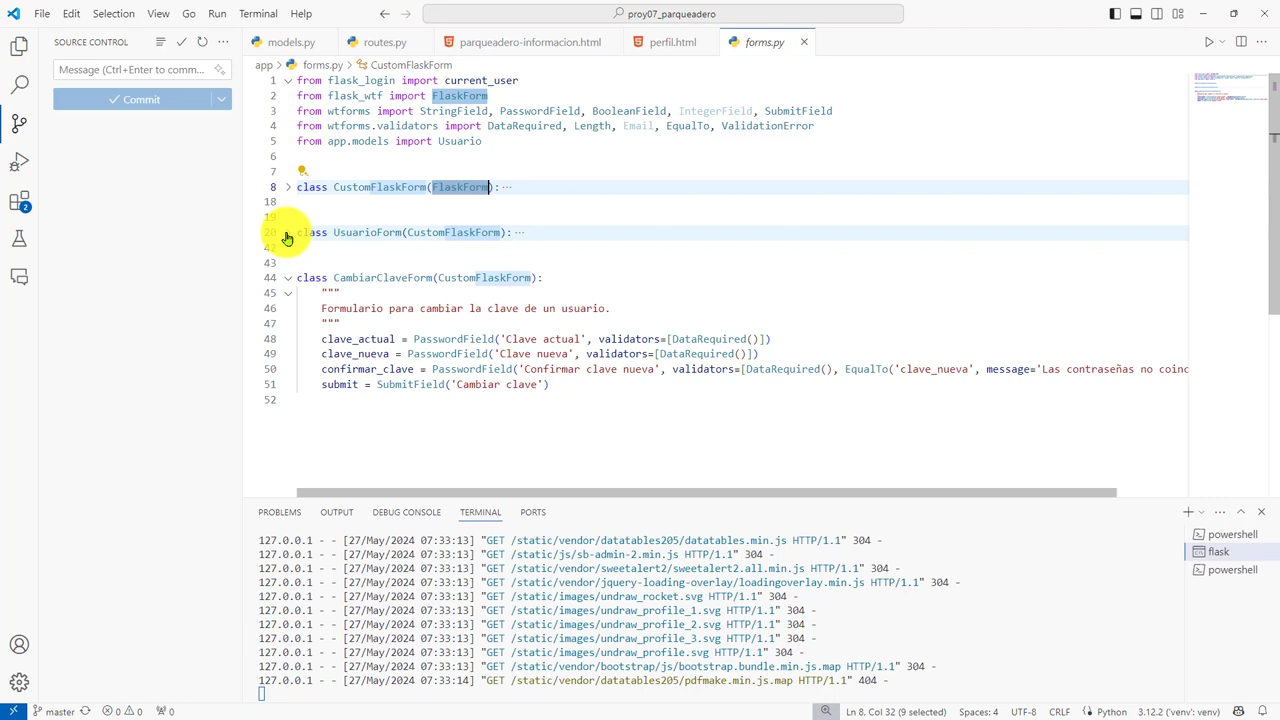 File Edit Selection View Go Run Terminal Help
proy07_parqueadero
SOURCE CONTROL
models.py routes.py parqueadero-informacion.html perfil.html forms.py
Message (Ctrl+Enter to comm...
Commit
app > forms.py > CustomFlaskForm
1 from flask_login import current_user
2 from flask_wtf import FlaskForm
3 from wtforms import StringField, PasswordField, BooleanField, IntegerField, SubmitField
4 from wtforms.validators import DataRequired, Length, Email, EqualTo, ValidationError
5 from app.models import Usuario
6
7
8 class CustomFlaskForm(FlaskForm): ···
18
19
20 class UsuarioForm(CustomFlaskForm): ···
42
43
44 class CambiarClaveForm(CustomFlaskForm):
45 """
46 Formulario para cambiar la clave de un usuario.
47 """
48 clave_actual = PasswordField('Clave actual', validators=[DataRequired()])
49 clave_nueva = PasswordField('Clave nueva', validators=[DataRequired()])
50 confirmar_clave = PasswordField('Confirmar clave nueva', validators=[DataRequired(), EqualTo('clave_nueva', message='Las contraseñas no coinc
51 submit = SubmitField('Cambiar clave')
52
PROBLEMS OUTPUT DEBUG CONSOLE TERMINAL PORTS
127.0.0.1 - - [27/May/2024 07:33:13] "GET /static/vendor/datatables205/datatables.min.js HTTP/1.1" 304 -
127.0.0.1 - - [27/May/2024 07:33:13] "GET /static/js/sb-admin-2.min.js HTTP/1.1" 304 -
127.0.0.1 - - [27/May/2024 07:33:13] "GET /static/vendor/sweetalert2/sweetalert2.all.min.js HTTP/1.1" 304 -
127.0.0.1 - - [27/May/2024 07:33:13] "GET /static/vendor/jquery-loading-overlay/loadingoverlay.min.js HTTP/1.1" 304 -
127.0.0.1 - - [27/May/2024 07:33:13] "GET /static/images/undraw_rocket.svg HTTP/1.1" 304 -
127.0.0.1 - - [27/May/2024 07:33:13] "GET /static/images/undraw_profile_1.svg HTTP/1.1" 304 -
127.0.0.1 - - [27/May/2024 07:33:13] "GET /static/images/undraw_profile_2.svg HTTP/1.1" 304 -
127.0.0.1 - - [27/May/2024 07:33:13] "GET /static/images/undraw_profile_3.svg HTTP/1.1" 304 -
127.0.0.1 - - [27/May/2024 07:33:13] "GET /static/images/undraw_profile.svg HTTP/1.1" 304 -
127.0.0.1 - - [27/May/2024 07:33:13] "GET /static/vendor/bootstrap/js/bootstrap.bundle.min.js.map HTTP/1.1" 304 -
127.0.0.1 - - [27/May/2024 07:33:14] "GET /static/vendor/datatables205/pdfmake.min.js.map HTTP/1.1" 404 -
powershell
flask
powershell
2
master 0 0 0 Ln 8, Col 32 (9 selected) Spaces: 4 UTF-8 CRLF Python 3.12.2 ('venv': venv)